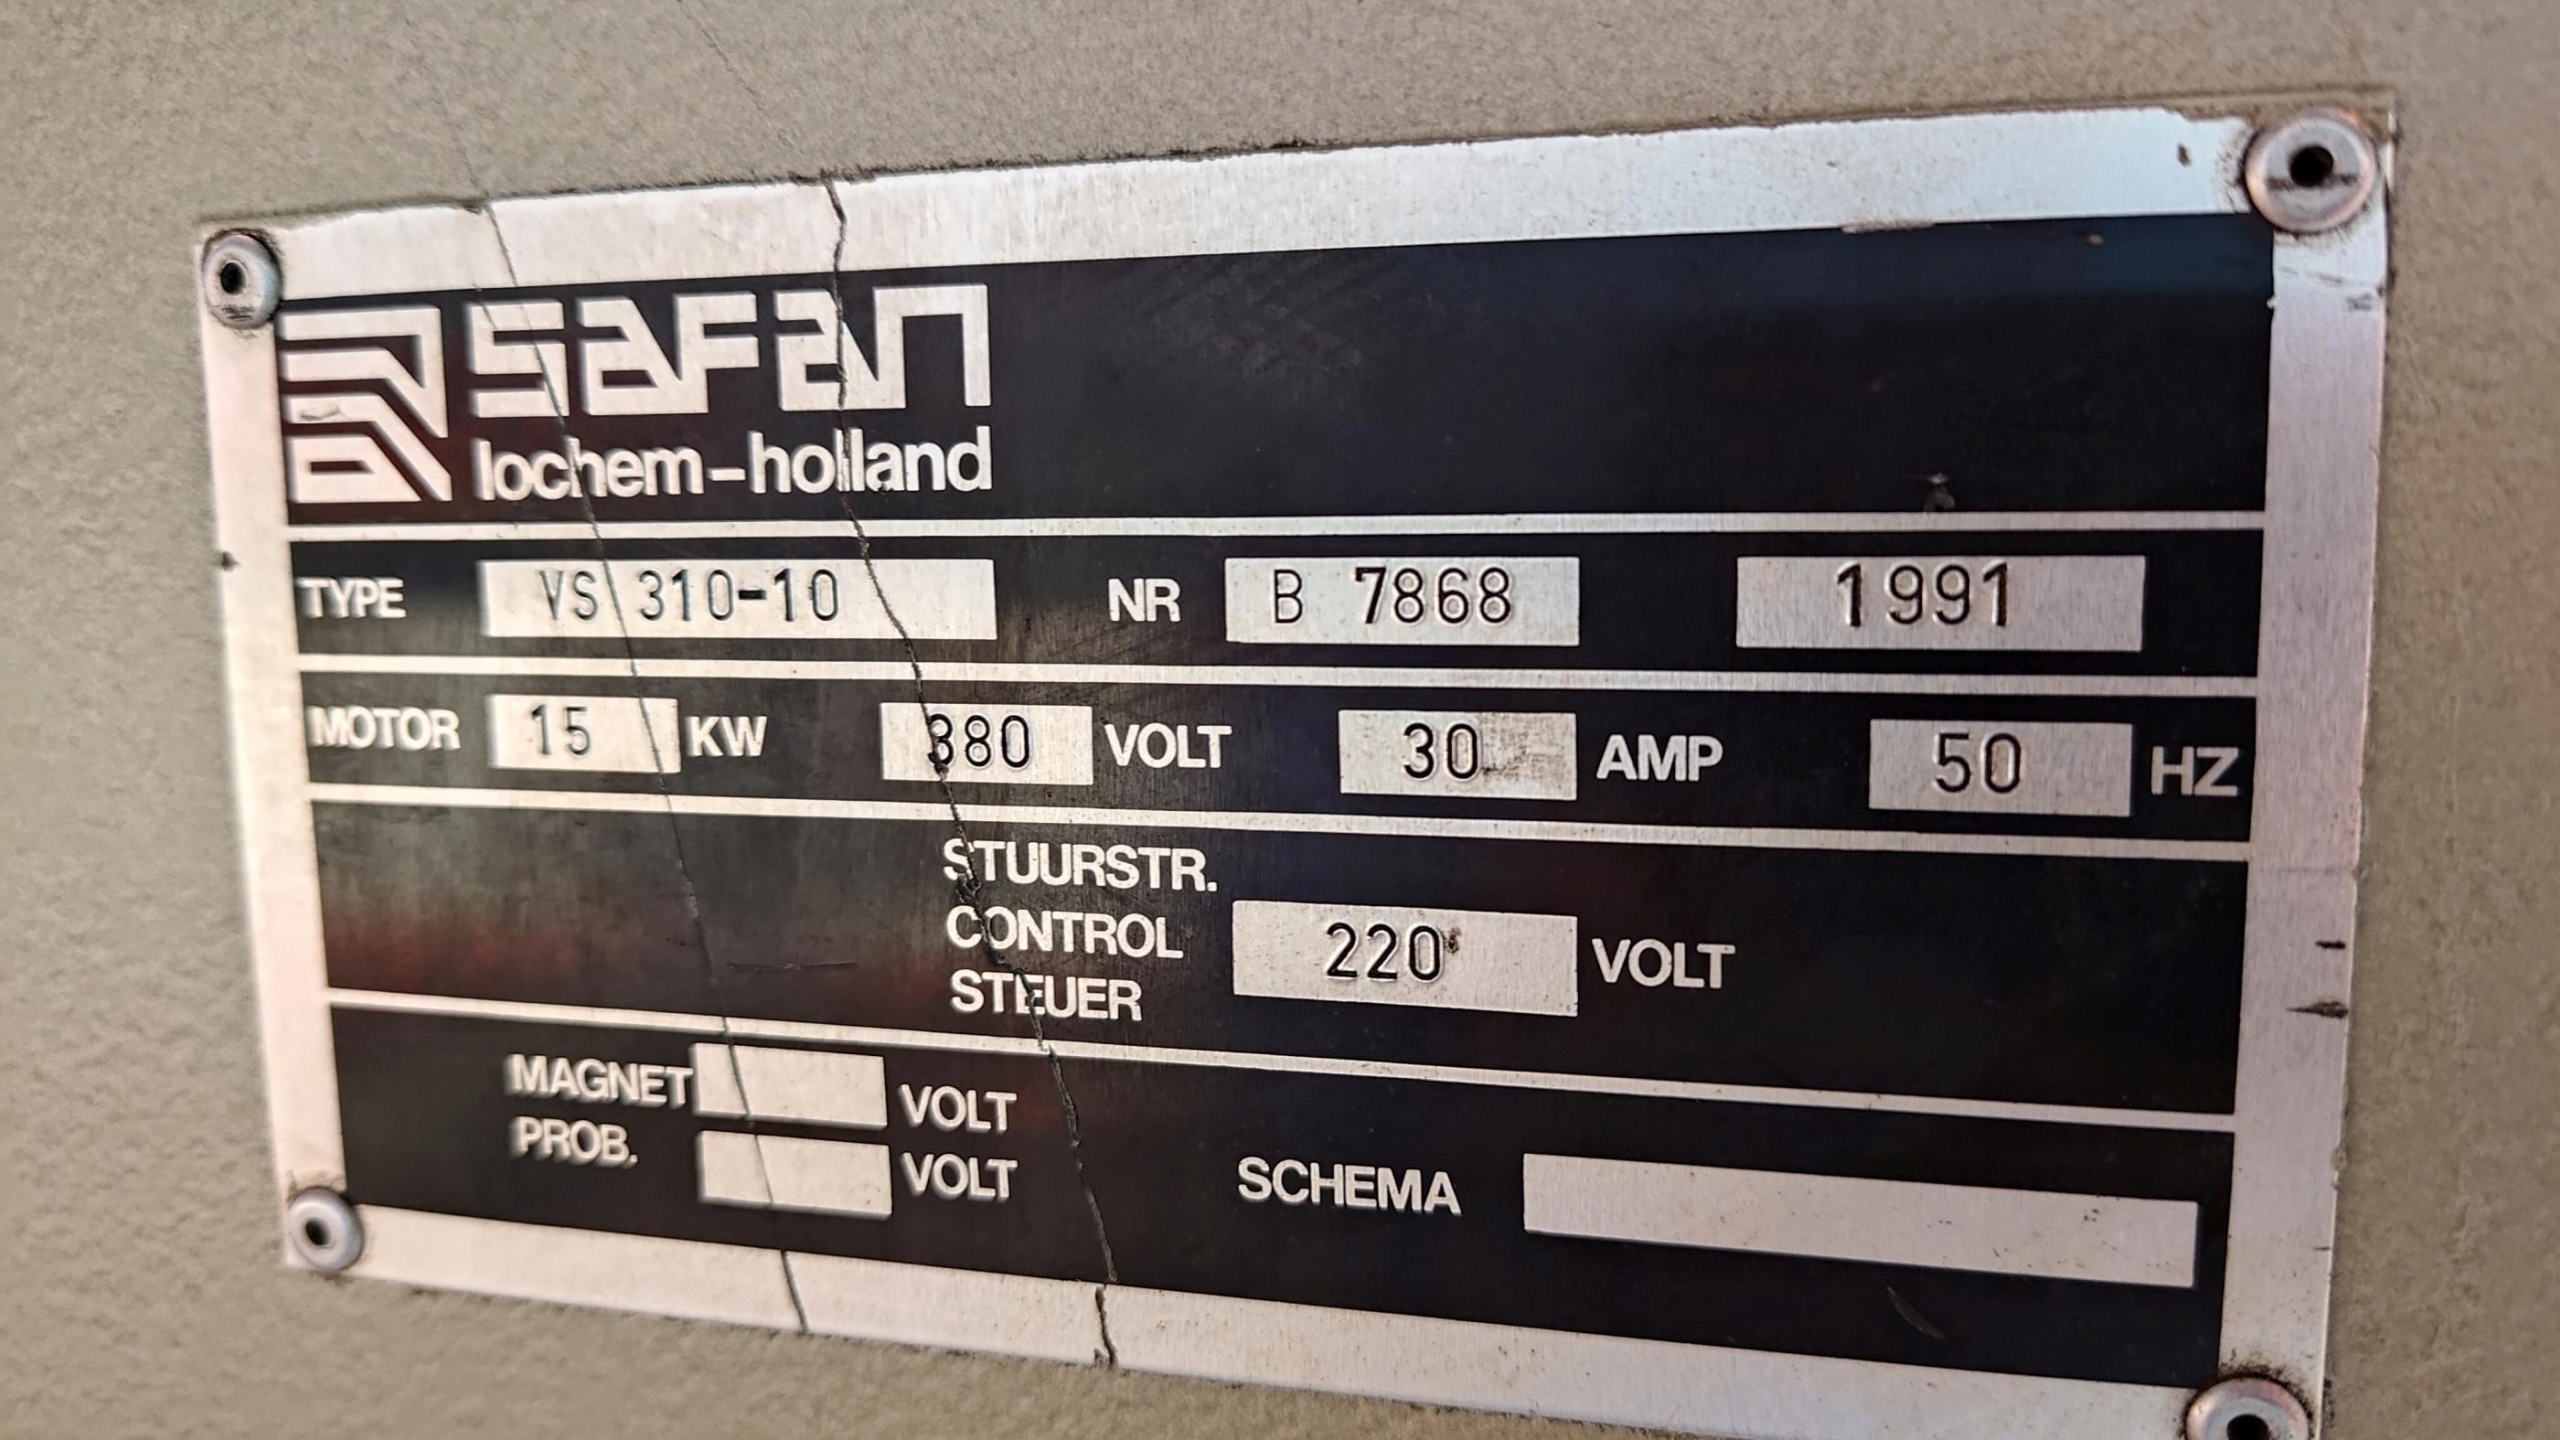 SAFAN
lochem-holland
TYPE VS 310-10 NR B 7868 1991
MOTOR 15 KW 380 VOLT 30 AMP 50 HZ
STUURSTR.
CONTROL 220 VOLT
STEUER
MAGNET VOLT
PROB. VOLT
SCHEMA